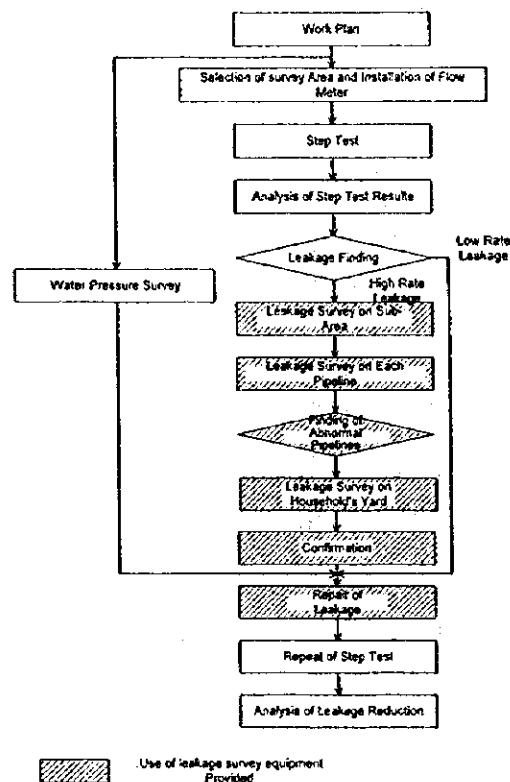 Work Plan
Selection of survey Area and Installation of Flow
Meter
Step Test
Analysis of Step Test Results
Leakage Finding
Low Rate
Leakage
Water Pressure Survey
High Rate
Leakage
Leakage Survey on Sub-
Area
Leakage Survey on Each
Pipeline
Finding of
Abnormal
Pipelines
Leakage Survey on
Household's Yard
Confirmation
Repair of
Leakage
Repeat of Step Test
Analysis of Leakage Reduction
Use of leakage survey equipment
Provided